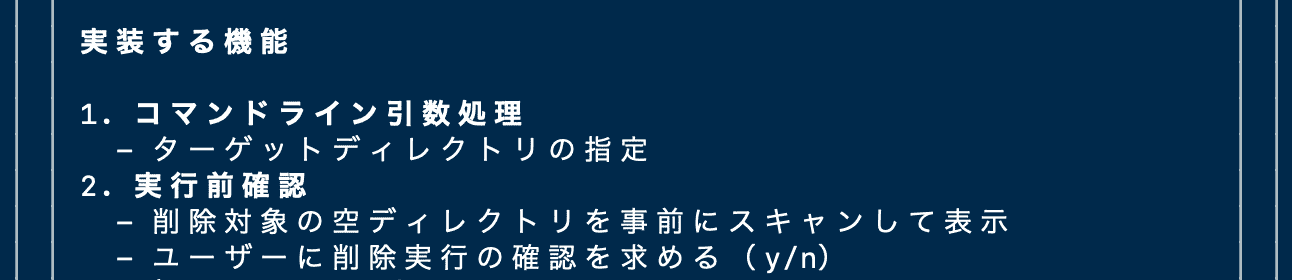 実装する機能
1. コマンドライン引数処理
– ターゲットディレクトリの指定
2. 実行前確認
– 削除対象の空ディレクトリを事前にスキャンして表示
– ユーザーに削除実行の確認を求める（y/n）